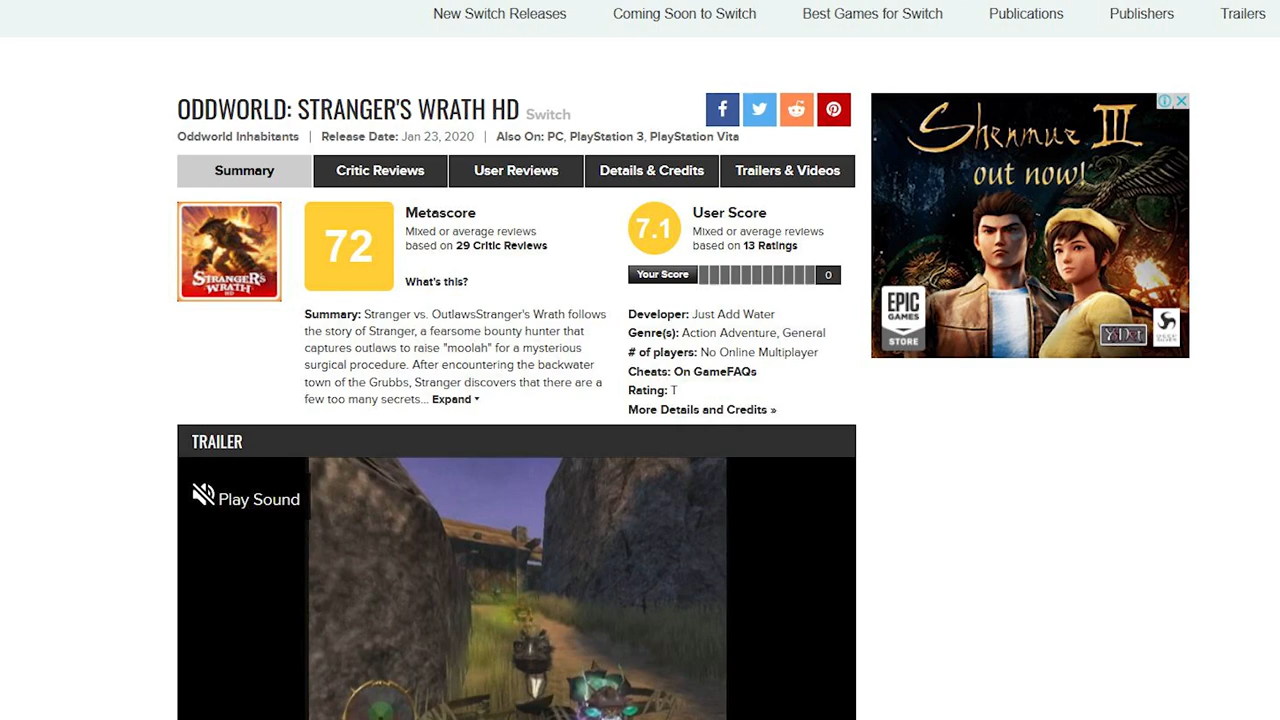 New Switch Releases Coming Soon to Switch Best Games for Switch Publications Publishers Trailers
ODDWORLD: STRANGER'S WRATH HD Switch
Oddworld Inhabitants | Release Date: Jan 23, 2020 | Also On: PC, PlayStation 3, PlayStation Vita
Summary Critic Reviews User Reviews Details & Credits Trailers & Videos
STRANGER'S
WRATH
HD
72
Metascore
Mixed or average reviews
based on 29 Critic Reviews
What's this?
7.1
User Score
Mixed or average reviews
based on 13 Ratings
Your Score 0
Summary: Stranger vs. OutlawsStranger's Wrath follows
the story of Stranger, a fearsome bounty hunter that
captures outlaws to raise "moolah" for a mysterious
surgical procedure. After encountering the backwater
town of the Grubbs, Stranger discovers that there are a
few too many secrets... Expand
Developer: Just Add Water
Genre(s): Action Adventure, General
# of players: No Online Multiplayer
Cheats: On GameFAQs
Rating: T
More Details and Credits »
TRAILER
Play Sound
Shenmue III
out now!
EPIC
GAMES
STORE